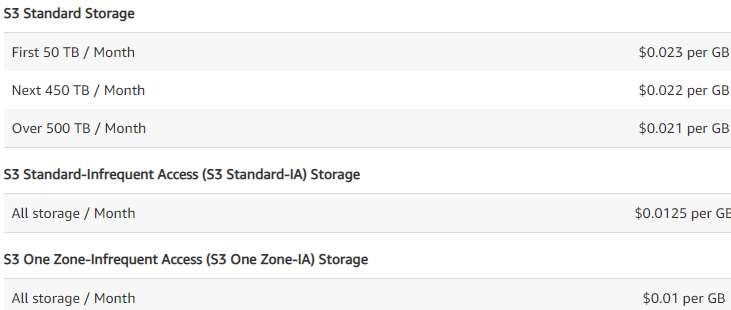 S3 Standard Storage
First 50 TB / Month $0.023 per GB
Next 450 TB / Month $0.022 per GB
Over 500 TB / Month $0.021 per GB
S3 Standard-Infrequent Access (S3 Standard-IA) Storage
All storage / Month $0.0125 per GB
S3 One Zone-Infrequent Access (S3 One Zone-IA) Storage
All storage / Month $0.01 per GB